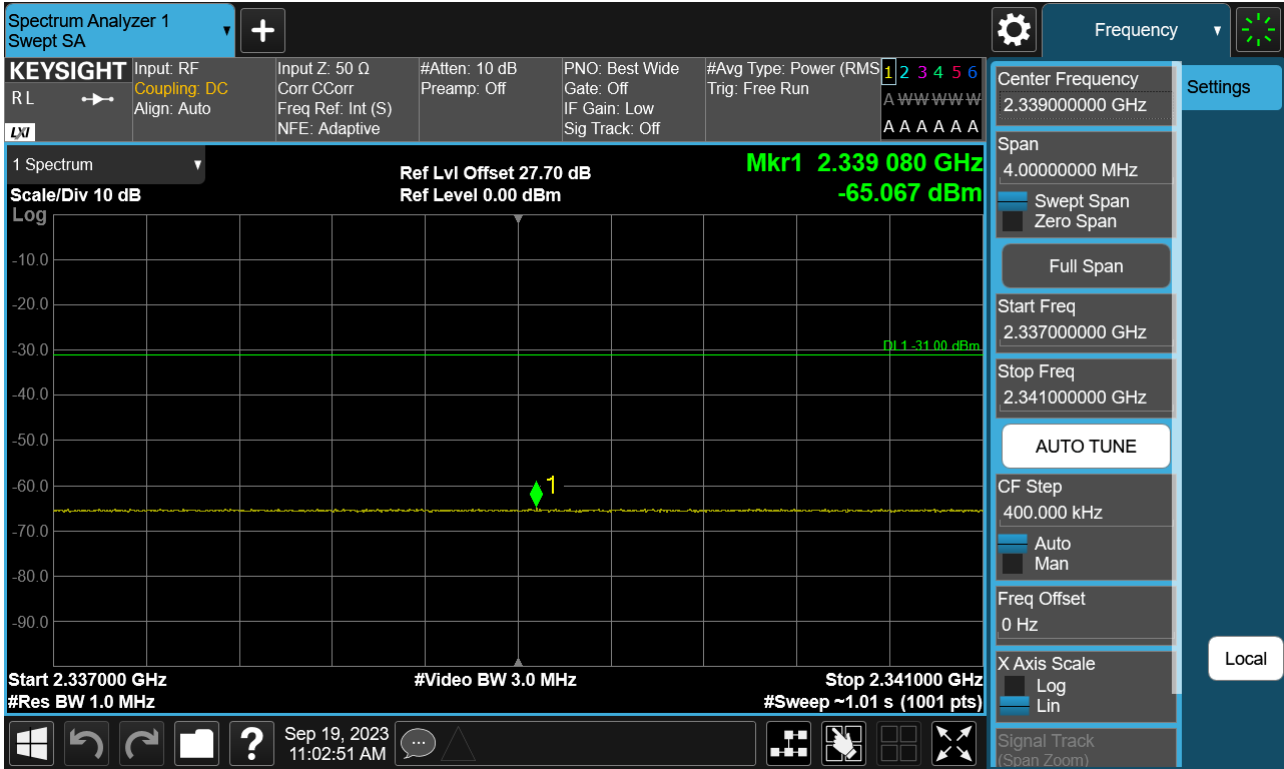 Spectrum Analyzer 1
Swept SA
Frequency
KEYSIGHT
R L
LXI
Input: RF
Coupling: DC
Align: Auto
Input Z: 50 Ω
Corr CCorr
Freq Ref: Int (S)
NFE: Adaptive
#Atten: 10 dB
Preamp: Off
PNO: Best Wide
Gate: Off
IF Gain: Low
Sig Track: Off
#Avg Type: Power (RMS
Trig: Free Run
1 2 3 4 5 6
A W W W W W
A A A A A A
1 Spectrum
Scale/Div 10 dB
Log
Ref Lvl Offset 27.70 dB
Ref Level 0.00 dBm
Mkr1 2.339 080 GHz
-65.067 dBm
-10.0
-20.0
-30.0
DL1 -31.00 dBm
-40.0
-50.0
-60.0
1
-70.0
-80.0
-90.0
Start 2.337000 GHz
#Res BW 1.0 MHz
#Video BW 3.0 MHz
Stop 2.341000 GHz
#Sweep ~1.01 s (1001 pts)
Center Frequency
2.339000000 GHz
Span
4.00000000 MHz
Swept Span
Zero Span
Full Span
Start Freq
2.337000000 GHz
Stop Freq
2.341000000 GHz
AUTO TUNE
CF Step
400.000 kHz
Auto
Man
Freq Offset
0 Hz
X Axis Scale
Log
Lin
Signal Track
(Span Zoom)
Settings
Local
?
Sep 19, 2023
11:02:51 AM